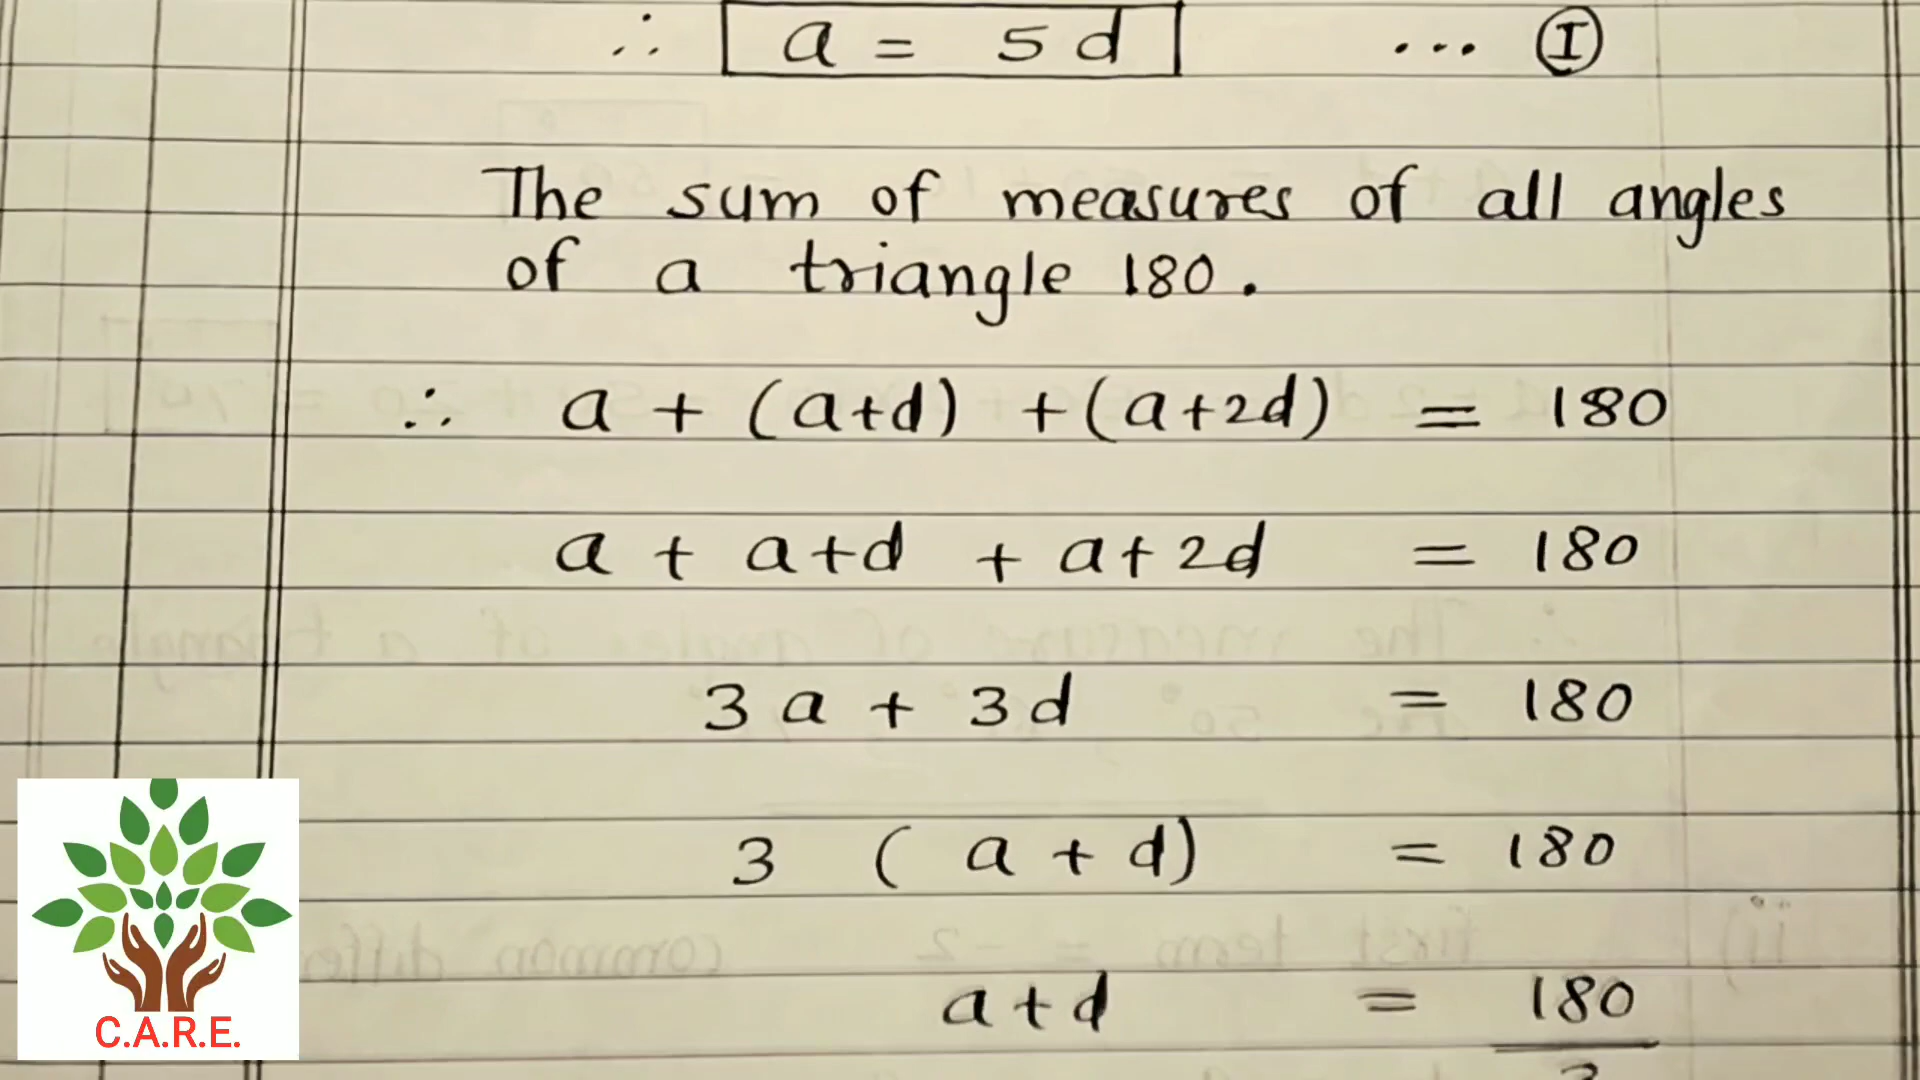 ∴ a = 5d ... I
The sum of measures of all angles
of a triangle 180.
∴ a + (a+d) + (a+2d) = 180
a + a+d + a+2d = 180
3a + 3d = 180
3 (a + d) = 180
a+d = 180
C.A.R.E.